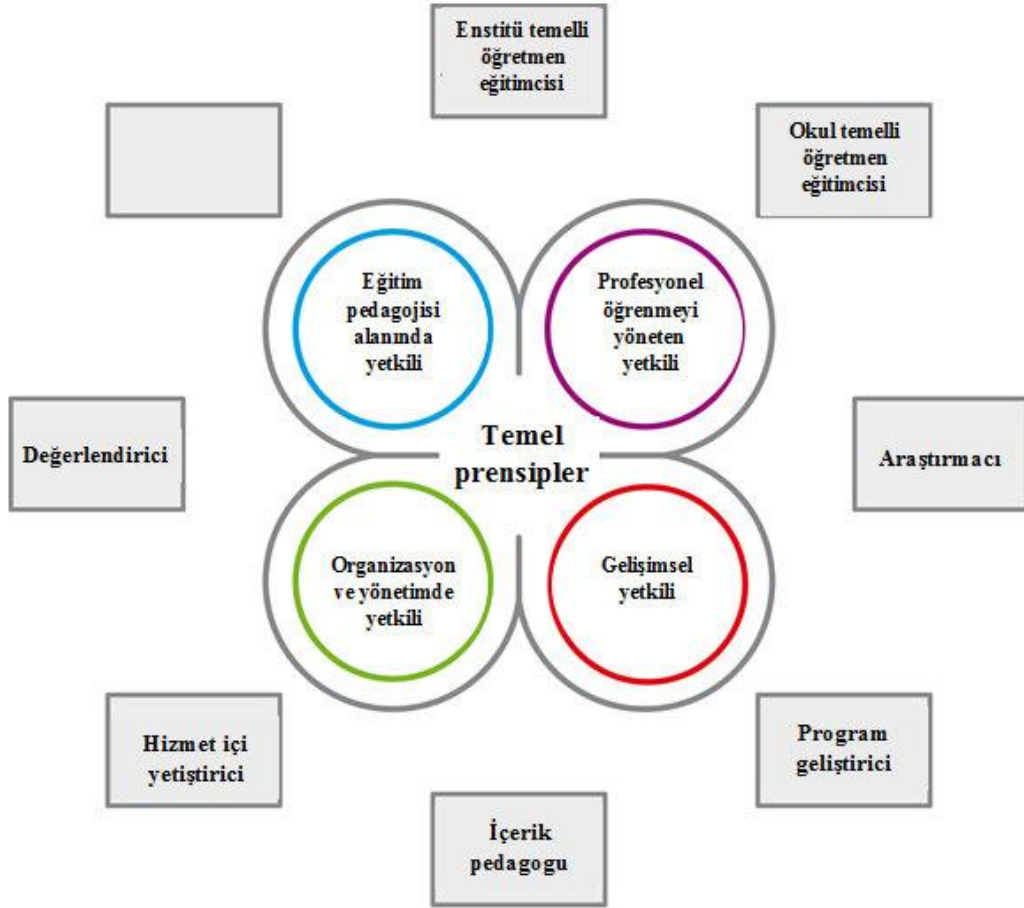 Enstitü temelli
öğretmen
eğitimcisi
Okul temelli
öğretmen
eğitimcisi
Eğitim
pedagojisi
alanında
yetkili
Profesyonel
öğrenmeyi
yöneten
yetkili
Değerlendirici
Temel
prensipler
Araştırmacı
Organizasyon
ve yönetimde
yetkili
Gelişimsel
yetkili
Hizmet içi
yetiştirici
Program
geliştirici
İçerik
pedagogu